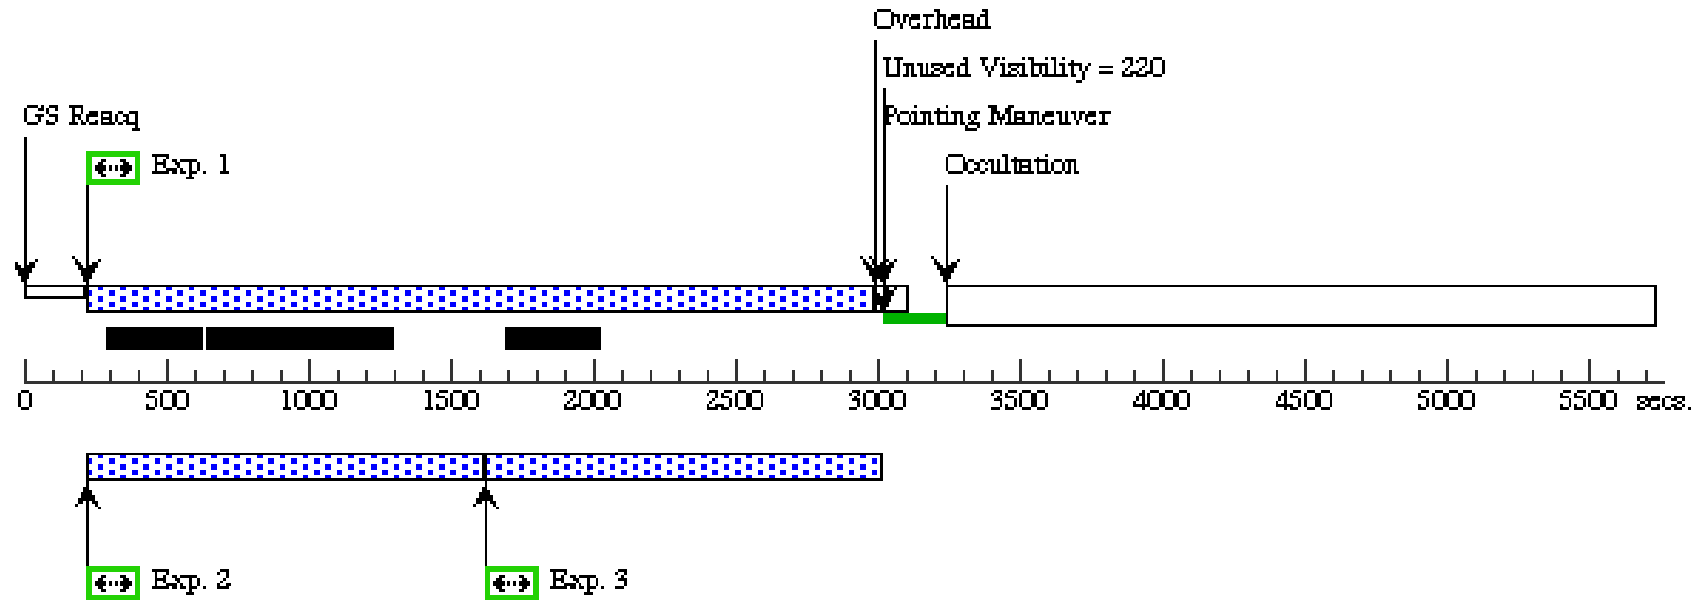 Overhead
Unused Visibility = 220
GS Reacq
Pointing Maneuver
Exp. 1
Occultation
0 500 1000 1500 2000 2500 3000 3500 4000 4500 5000 5500 secs.
Exp. 2
Exp. 3